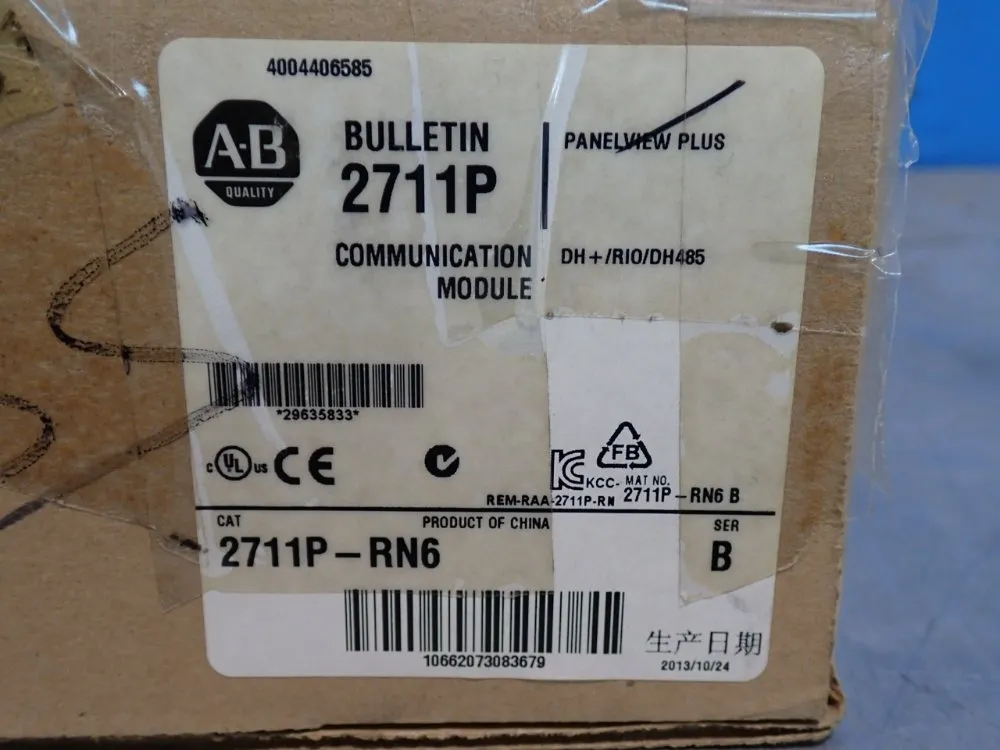 4004406585
A-B
QUALITY
BULLETIN
2711P
PANELVIEW PLUS
COMMUNICATION
MODULE
DH+/RIO/DH485
*29635833*
C UL US CE
KCC-
REM-RAA-2711P-RN
FB
MAT NO.
2711P-RN6 B
CAT
PRODUCT OF CHINA
SER
2711P-RN6
B
10662073083679
生产日期
2013/10/24